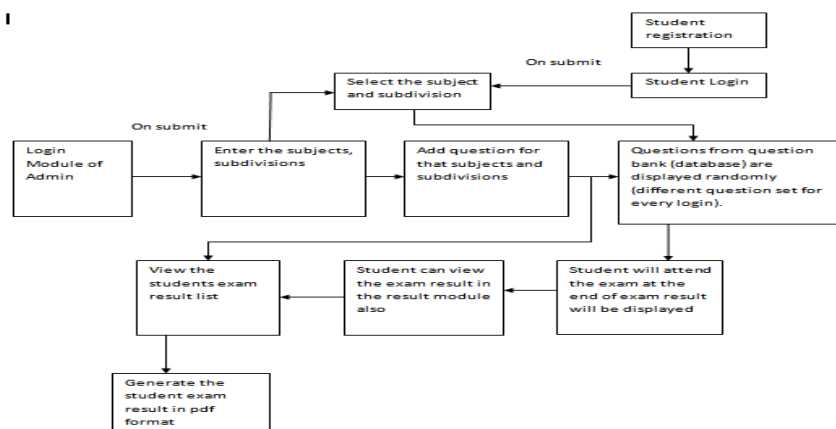 I
Student
registration
On submit
Student Login
Select the subject
and subdivision
On submit
Login
Module of
Admin
Enter the subjects,
subdivisions
Add question for
that subjects and
subdivisions
Questions from question
bank (database) are
displayed randomly
(different question set for
every login).
View the
students exam
result list
Student can view
the exam result in
the result module
also
Student will attend
the exam at the
end of exam result
will be displayed
Generate the
student exam
result in pdf
format